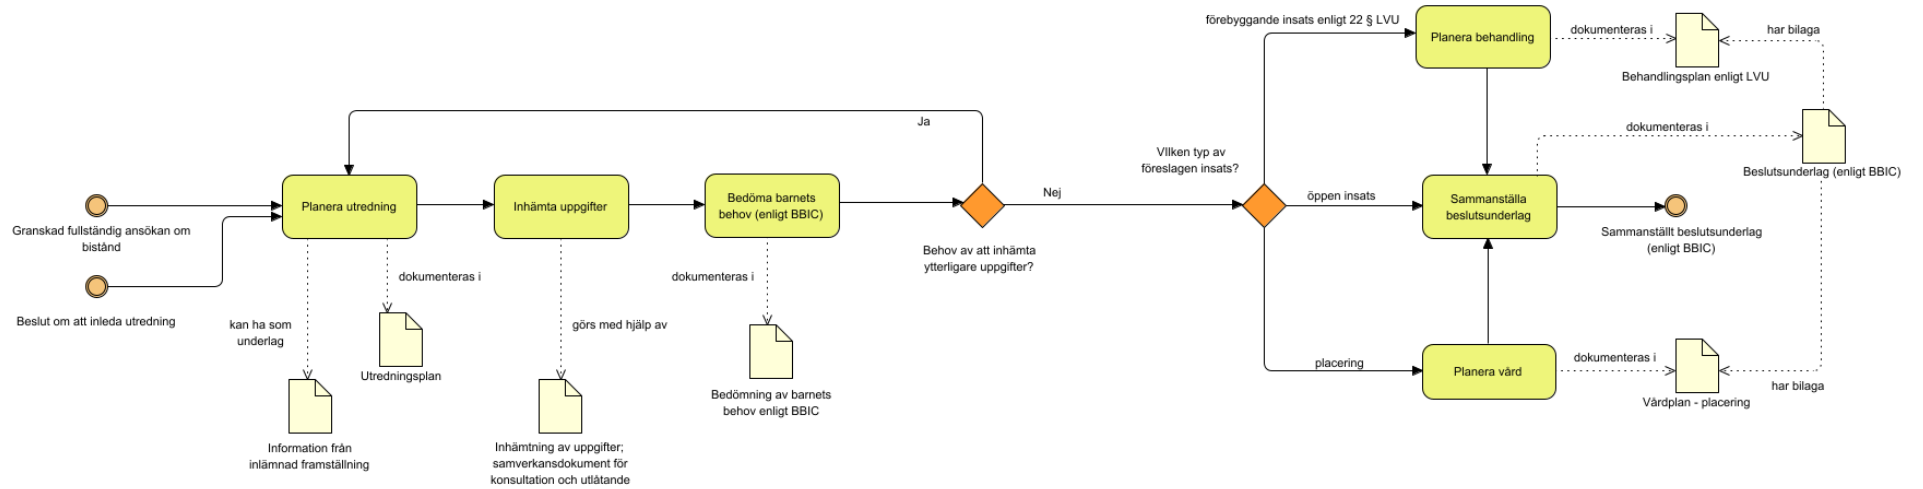 förebyggande insats enligt 22 § LVU
Planera behandling
dokumenteras i
har bilaga
Behandlingsplan enligt LVU
Ja
dokumenteras i
VIlken typ av
föreslagen insats?
Beslutsunderlag (enligt BBIC)
Planera utredning
Inhämta uppgifter
Bedöma barnets
behov (enligt BBIC)
Nej
öppen insats
Sammanställa
beslutsunderlag
Granskad fullständig ansökan om
bistånd
Sammanställt beslutsunderlag
(enligt BBIC)
Behov av att inhämta
ytterligare uppgifter?
dokumenteras i
dokumenteras i
Beslut om att inleda utredning
kan ha som
underlag
görs med hjälp av
Utredningsplan
placering
Planera vård
dokumenteras i
har bilaga
Vårdplan - placering
Bedömning av barnets
behov enligt BBIC
Information från
inlämnad framställning
Inhämtning av uppgifter;
samverkansdokument för
konsultation och utlåtande